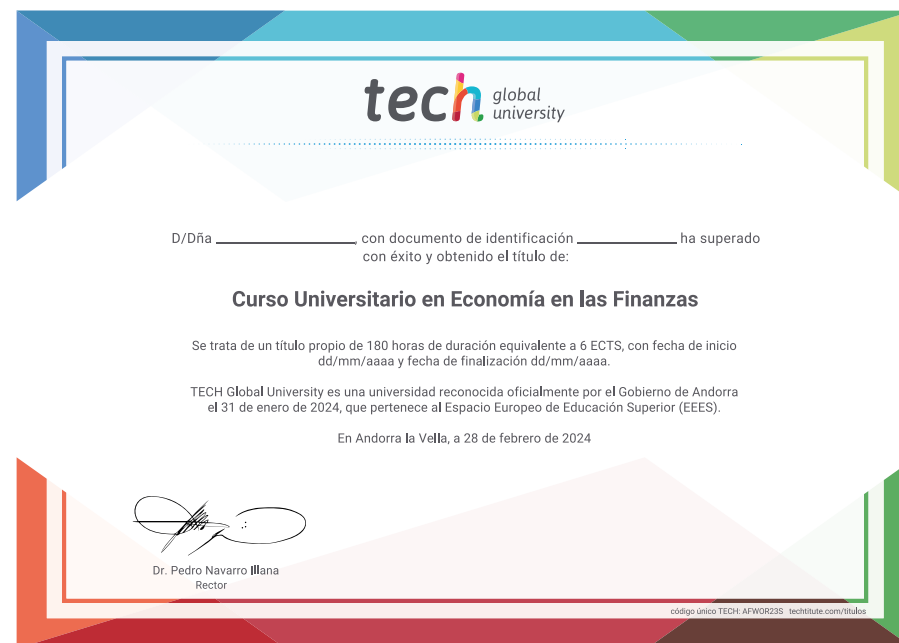 tech global university
D/Dña ________________, con documento de identificación ____________ ha superado
con éxito y obtenido el título de:
Curso Universitario en Economía en las Finanzas
Se trata de un título propio de 180 horas de duración equivalente a 6 ECTS, con fecha de inicio
dd/mm/aaaa y fecha de finalización dd/mm/aaaa.
TECH Global University es una universidad reconocida oficialmente por el Gobierno de Andorra
el 31 de enero de 2024, que pertenece al Espacio Europeo de Educación Superior (EEES).
En Andorra la Vella, a 28 de febrero de 2024
Dr. Pedro Navarro Illana
Rector
código único TECH: AFWOR23S techtitute.com/titulos